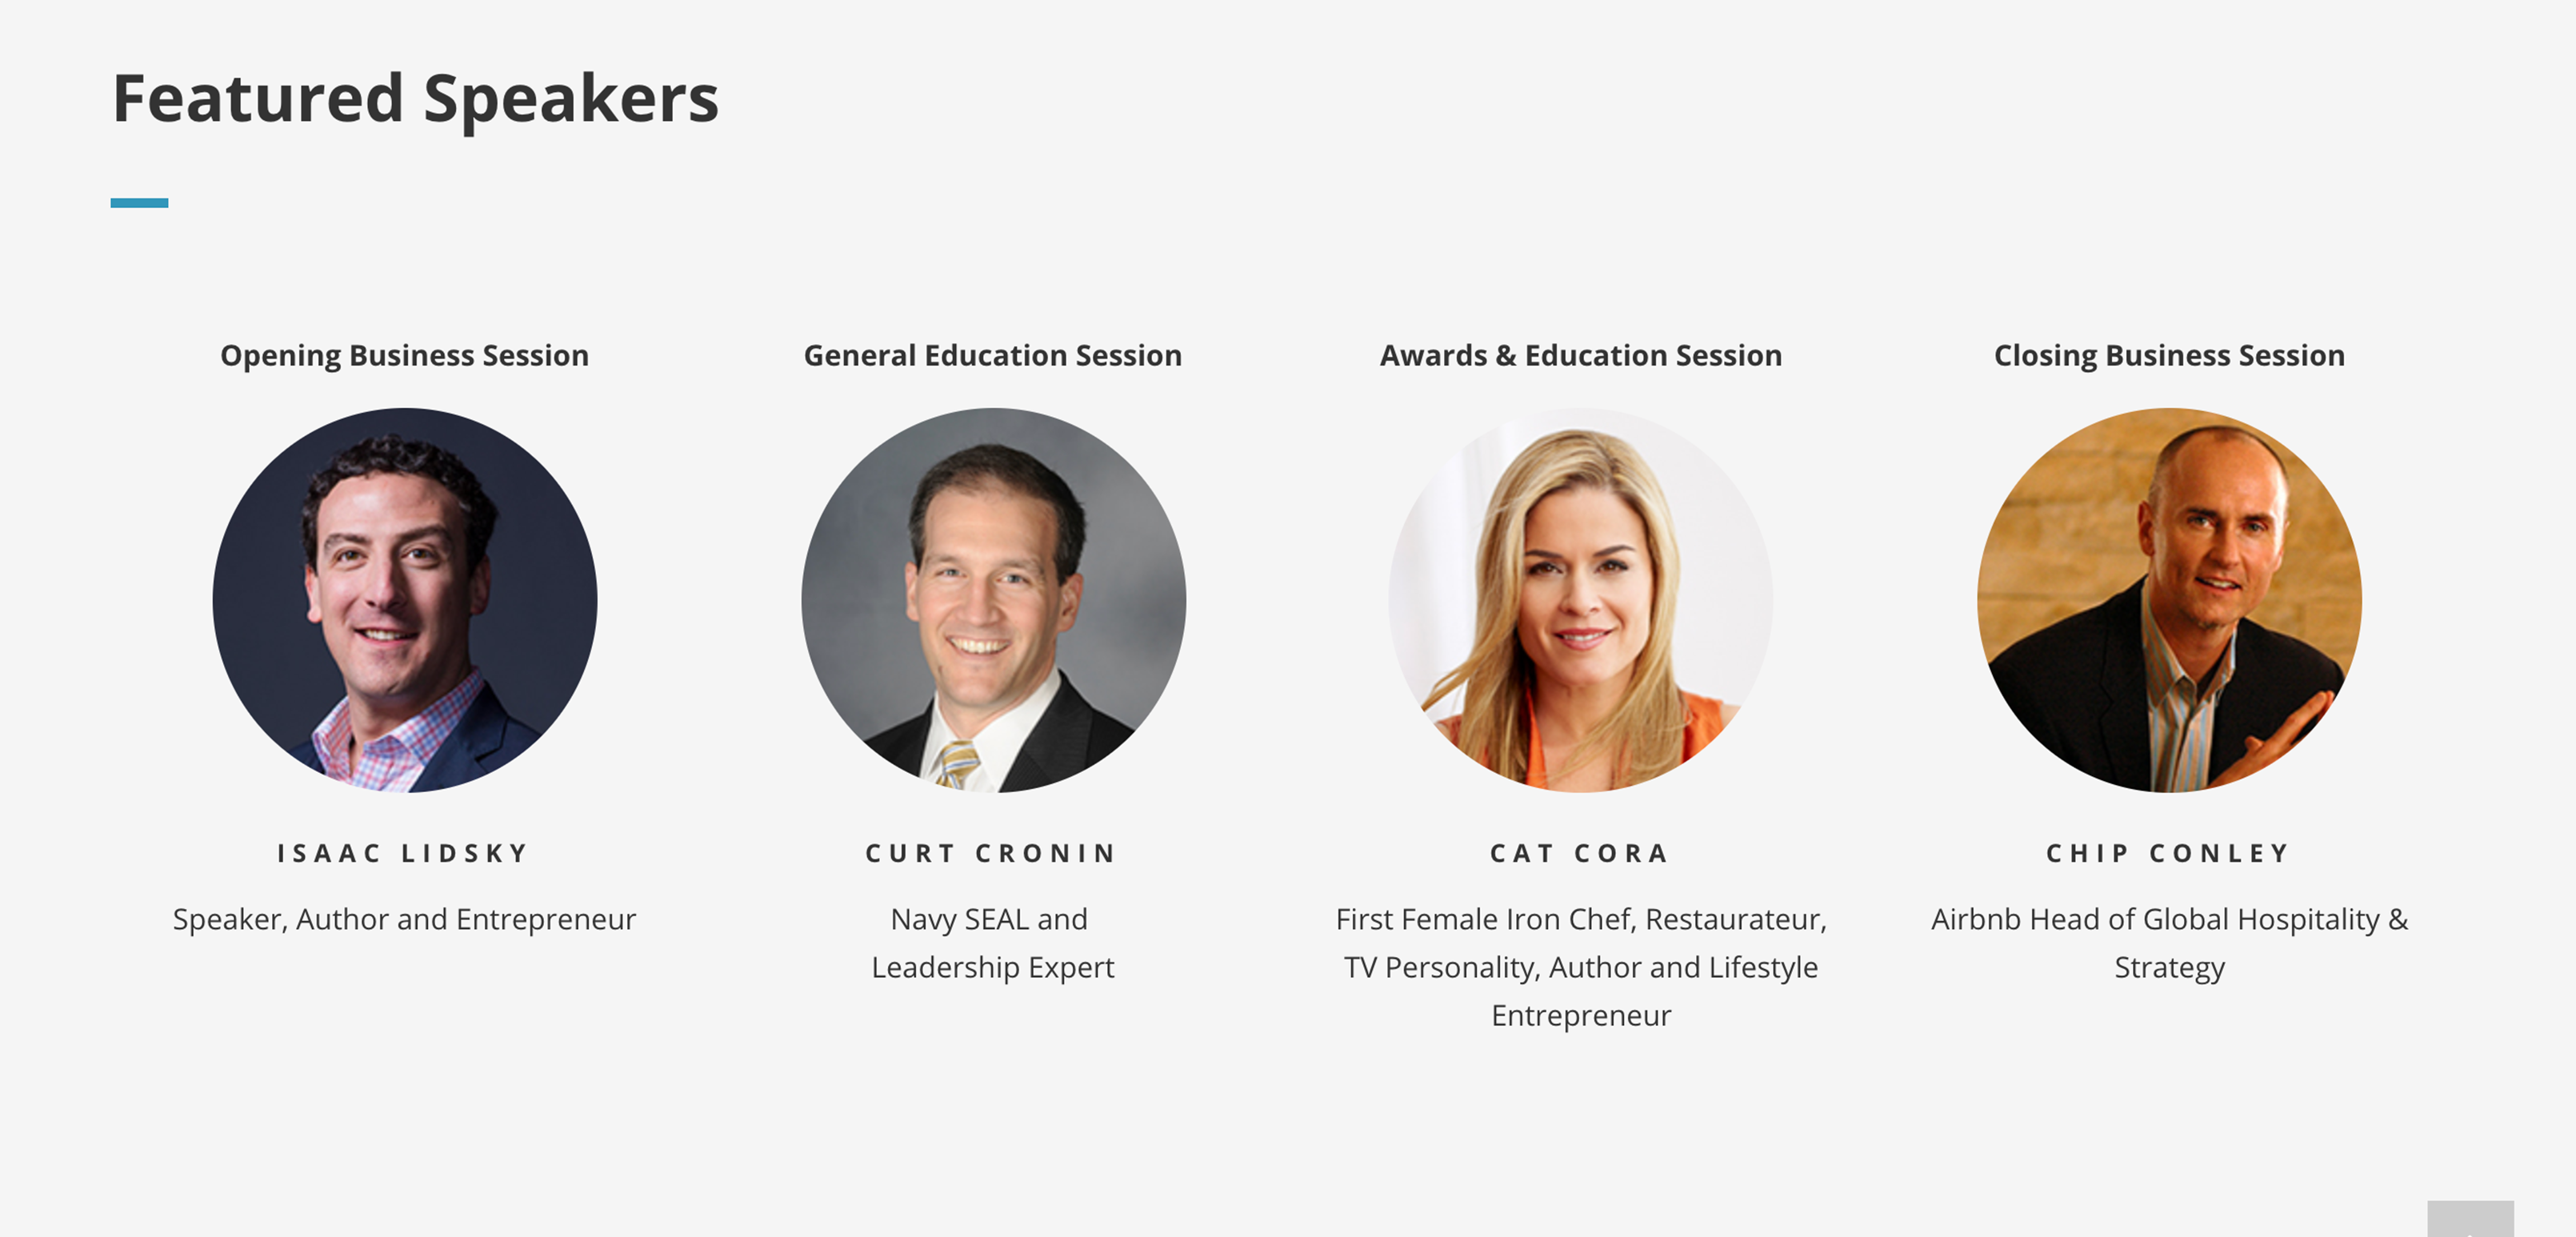 Featured Speakers
Opening Business Session
General Education Session
Awards & Education Session
Closing Business Session
ISAAC LIDSKY
CURT CRONIN
CAT CORA
CHIP CONLEY
Speaker, Author and Entrepreneur
Navy SEAL and
Leadership Expert
First Female Iron Chef, Restaurateur,
TV Personality, Author and Lifestyle
Entrepreneur
Airbnb Head of Global Hospitality &
Strategy